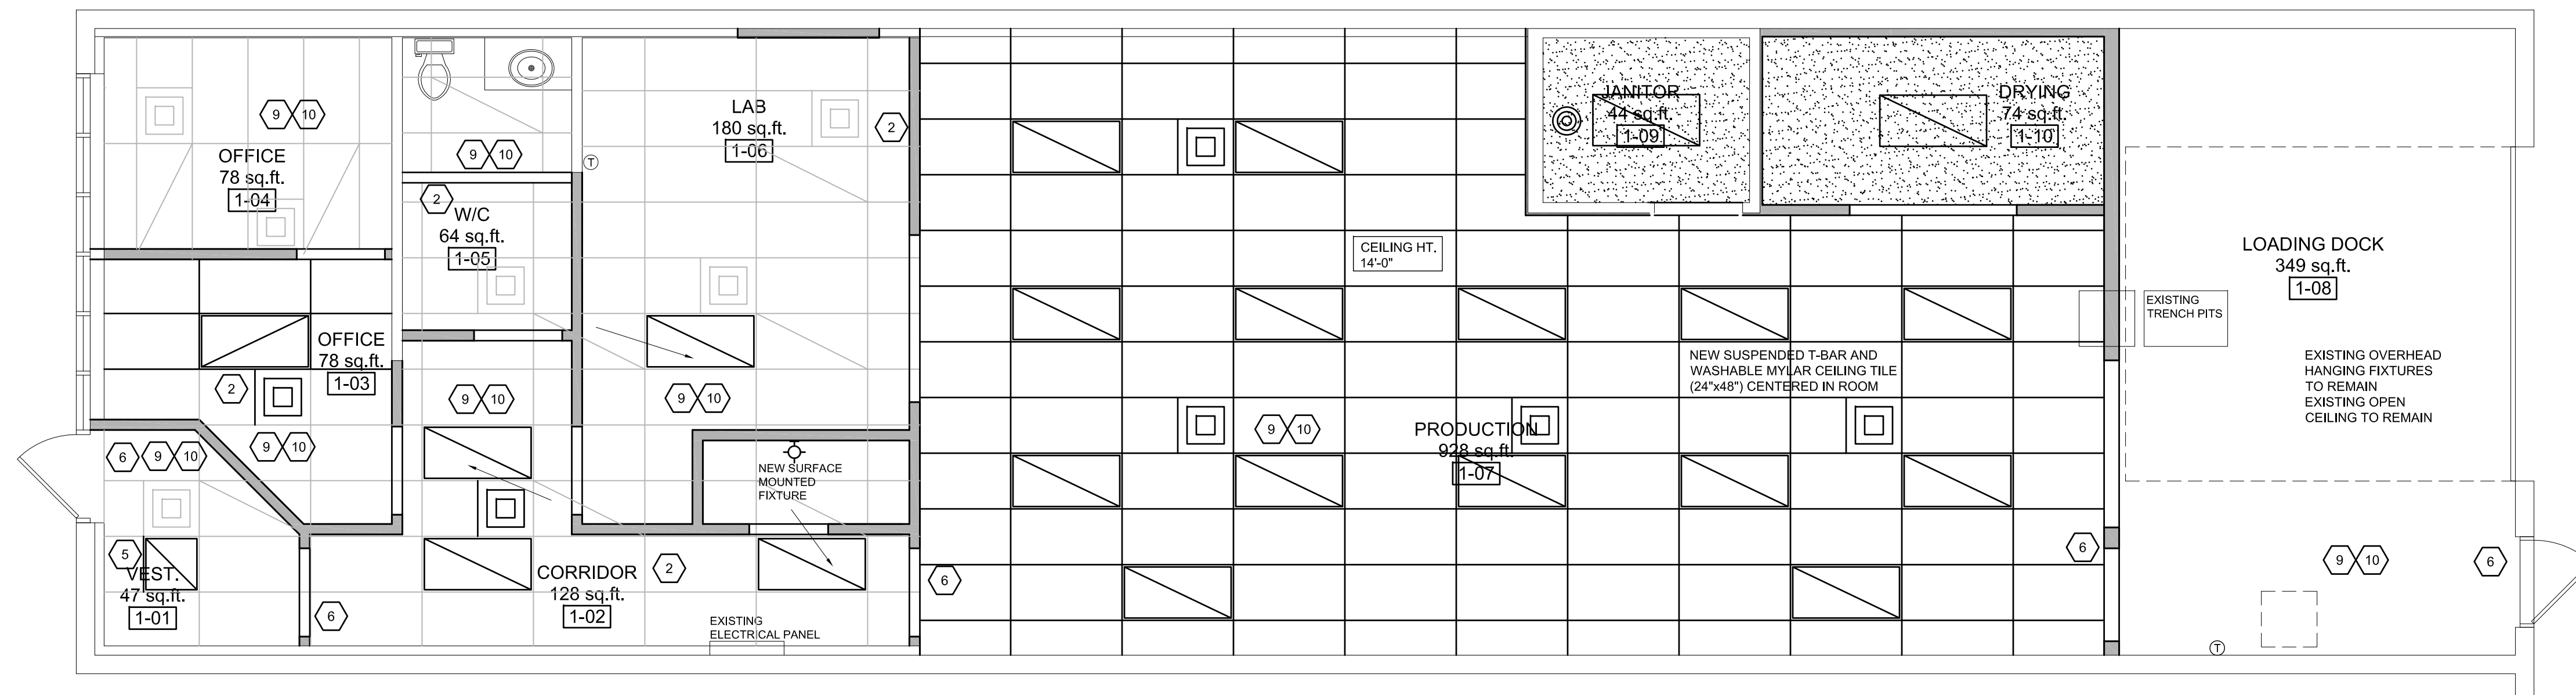 9 10
OFFICE
78 sq.ft.
1-04
9 10
2
W/C
64 sq.ft.
1-05
T
LAB
180 sq.ft.
1-06
2
OFFICE
78 sq.ft.
1-03
2
9 10
6 9 10
5
VEST.
47 sq.ft.
1-01
6
9 10
9 10
NEW SURFACE
MOUNTED
FIXTURE
CORRIDOR
128 sq.ft.
1-02
2
EXISTING
ELECTRICAL PANEL
6
CEILING HT.
14'-0"
JANITOR
44 sq.ft.
1-09
DRYING
74 sq.ft.
1-10
NEW SUSPENDED T-BAR AND
WASHABLE MYLAR CEILING TILE
(24"x48") CENTERED IN ROOM
9 10
PRODUCTION
928 sq.ft.
1-07
6
LOADING DOCK
349 sq.ft.
1-08
EXISTING
TRENCH PITS
EXISTING OVERHEAD
HANGING FIXTURES
TO REMAIN
EXISTING OPEN
CEILING TO REMAIN
9 10
6
T